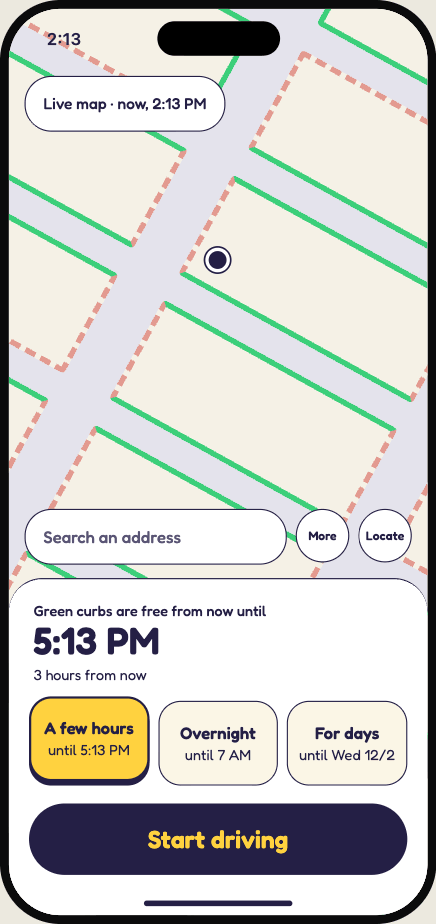 2:13
Live map · now, 2:13 PM
Search an address
More
Locate
Green curbs are free from now until
5:13 PM
3 hours from now
A few hours
until 5:13 PM
Overnight
until 7 AM
For days
until Wed 12/2
Start driving